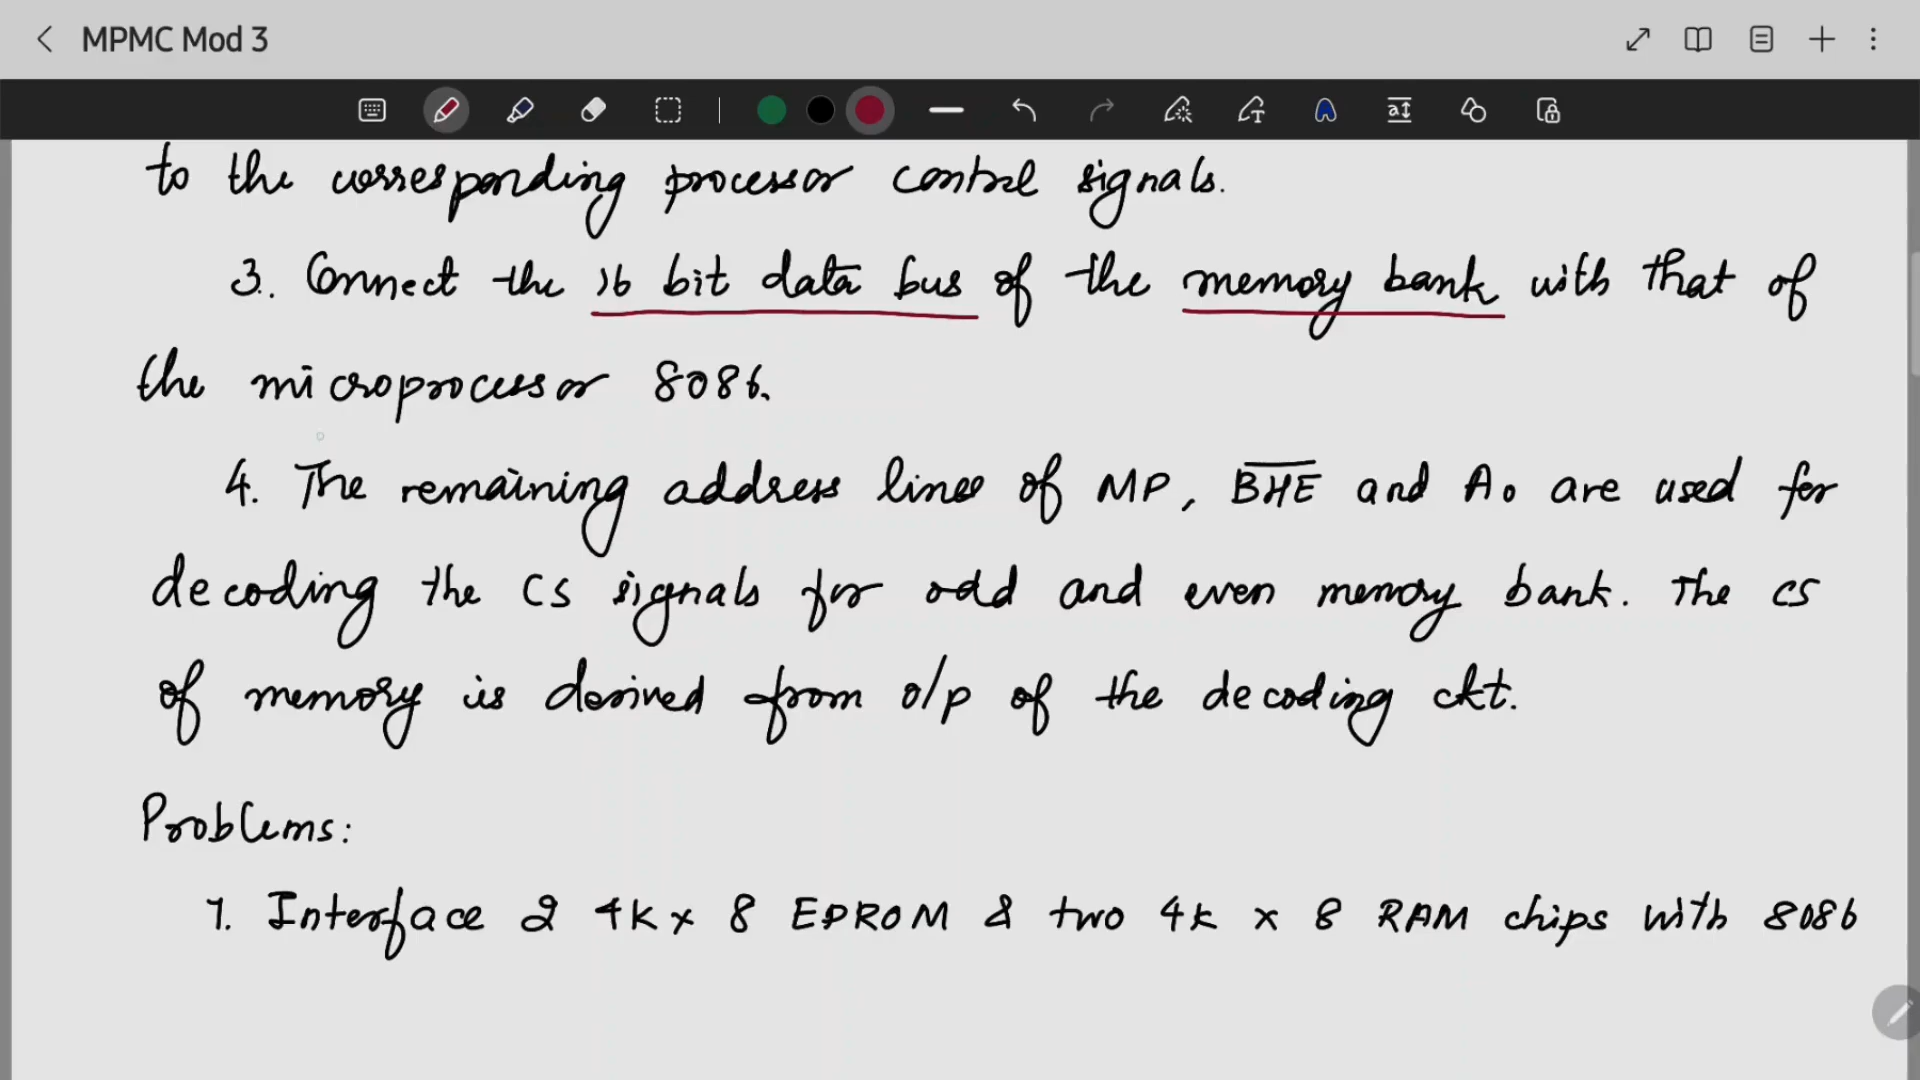 MPMC Mod 3
to the corresponding processor control signals.
3. Connect the 16 bit data bus of the memory bank with that of
the microprocessor 8086.
4. The remaining address lines of MP, B̅H̅E̅ and A0 are used for
decoding the CS signals for odd and even memory bank. The CS
of memory is derived from o/p of the decoding ckt.
Problems:
1. Interface 2 4K x 8 EPROM & two 4k x 8 RAM chips with 8086